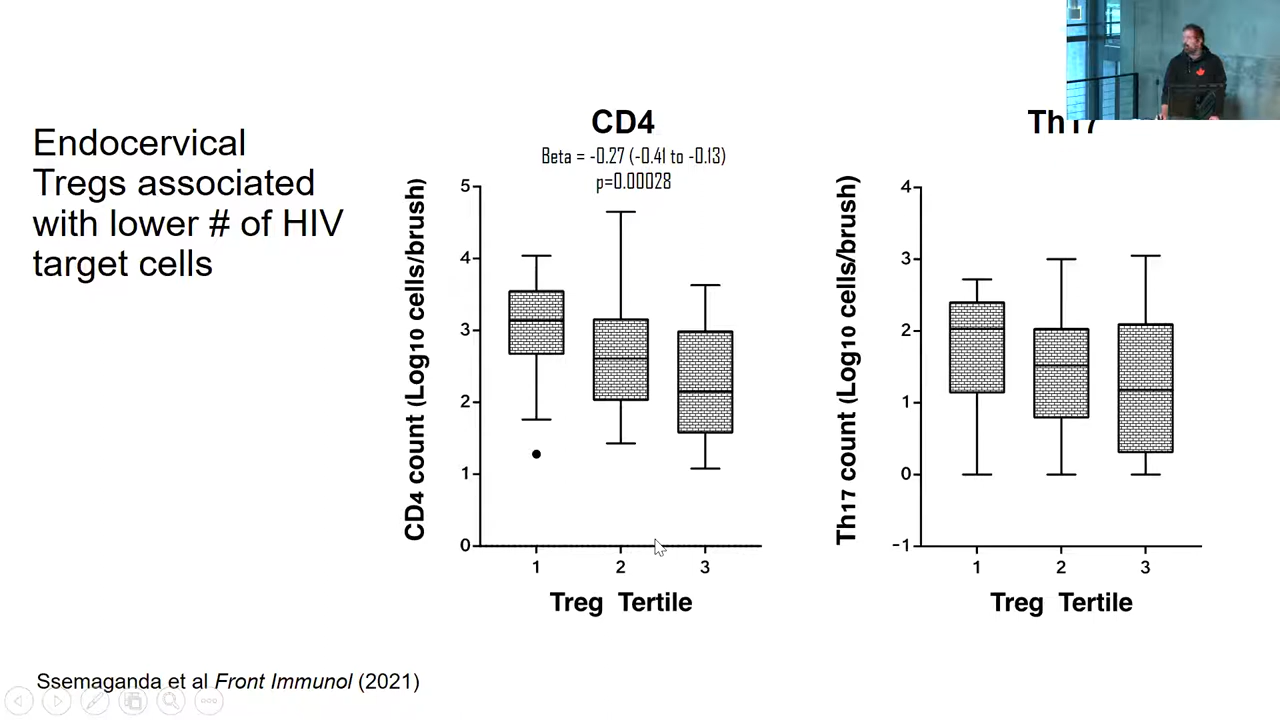 Endocervical
Tregs associated
with lower # of HIV
target cells
CD4
Beta = -0.27 (-0.41 to -0.13)
p=0.00028
CD4 count (Log10 cells/brush)
5
4
3
2
1
0
1 2 3
Treg Tertile
Th17
Th17 count (Log10 cells/brush)
4
3
2
1
0
-1
1 2 3
Treg Tertile
Ssemaganda et al Front Immunol (2021)